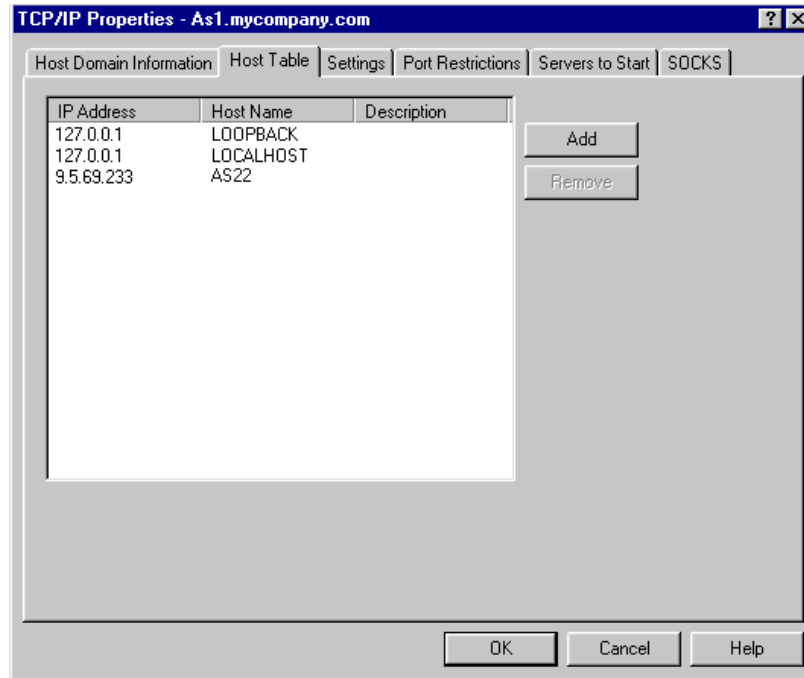 TCP/IP Properties - As1.mycompany.com
Host Domain Information Host Table Settings Port Restrictions Servers to Start SOCKS
IP Address Host Name Description
127.0.0.1 LOOPBACK
127.0.0.1 LOCALHOST
9.5.69.233 AS22
Add
Remove
OK Cancel Help